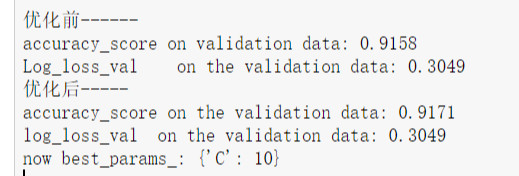 优化前------
accuracy_score on validation data: 0.9158
Log_loss_val    on the validation data: 0.3049
优化后-----
accuracy_score on the validation data: 0.9171
log_loss_val  on the validation data: 0.3049
now best_params_: {'C': 10}